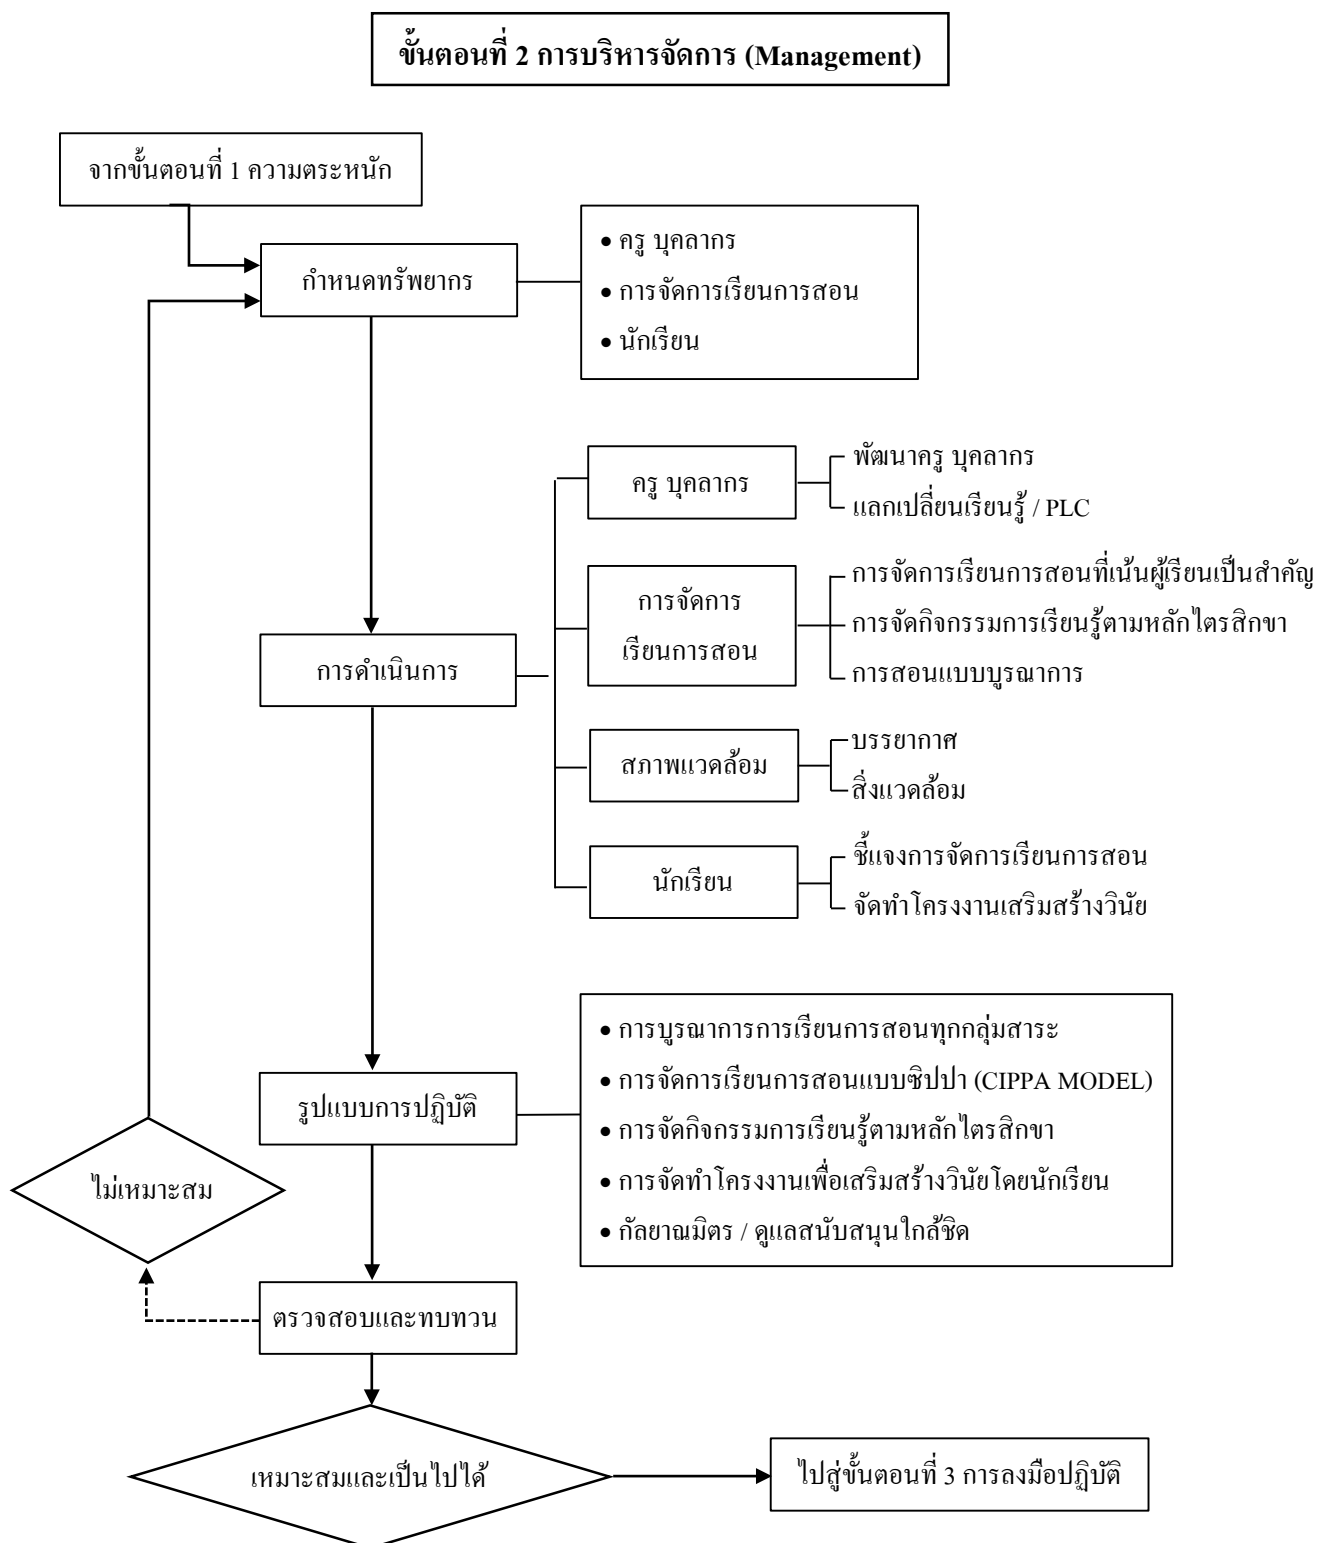 ขั้นตอนที่ 2 การบริหารจัดการ (Management)
จากขั้นตอนที่ 1 ความตระหนัก
กำหนดทรัพยากร
• ครู บุคลากร
• การจัดการเรียนการสอน
• นักเรียน
การดำเนินการ
ครู บุคลากร
พัฒนาครู บุคลากร
แลกเปลี่ยนเรียนรู้ / PLC
การจัดการ
เรียนการสอน
การจัดการเรียนการสอนที่เน้นผู้เรียนเป็นสำคัญ
การจัดกิจกรรมการเรียนรู้ตามหลักไตรสิกขา
การสอนแบบบูรณาการ
สภาพแวดล้อม
บรรยากาศ
สิ่งแวดล้อม
นักเรียน
ชี้แจงการจัดการเรียนการสอน
จัดทำโครงงานเสริมสร้างวินัย
รูปแบบการปฏิบัติ
• การบูรณาการการเรียนการสอนทุกกลุ่มสาระ
• การจัดการเรียนการสอนแบบซิปปา (CIPPA MODEL)
• การจัดกิจกรรมการเรียนรู้ตามหลักไตรสิกขา
• การจัดทำโครงงานเพื่อเสริมสร้างวินัยโดยนักเรียน
• กัลยาณมิตร / ดูแลสนับสนุนใกล้ชิด
ไม่เหมาะสม
ตรวจสอบและทบทวน
เหมาะสมและเป็นไปได้
ไปสู่ขั้นตอนที่ 3 การลงมือปฏิบัติ